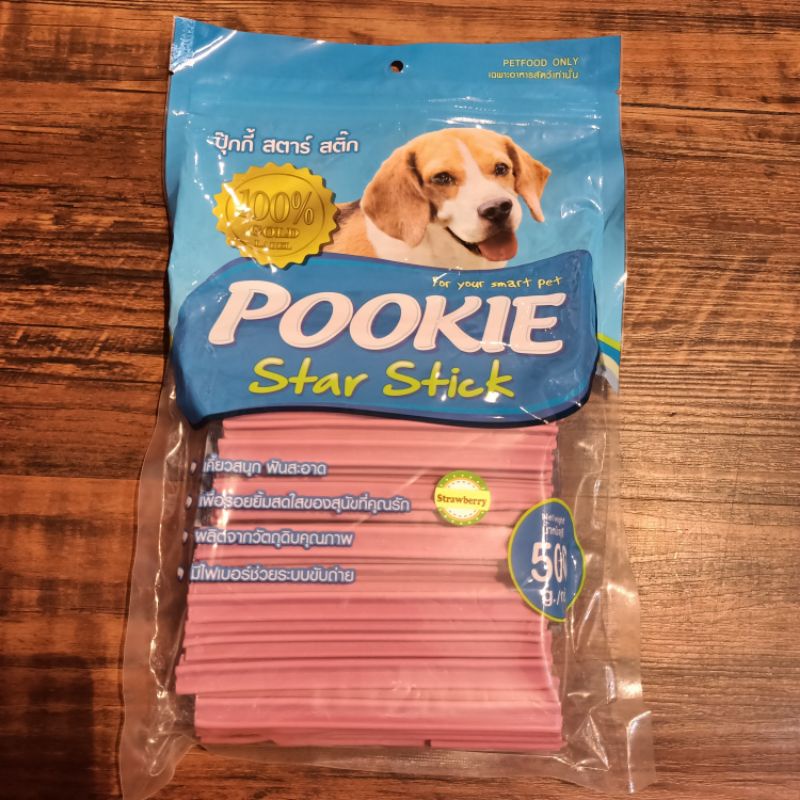 PETFOOD ONLY
เฉพาะอาหารสัตว์เท่านั้น
ปุ๊กกี้ สตาร์ สติ๊ก
100%
GOLD
LABEL
For your smart pet
POOKIE
Star Stick
• เคี้ยวสนุก ฟันสะอาด
• เพื่อรอยยิ้มสดใสของสุนัขที่คุณรัก
Strawberry
• ผลิตจากวัตถุดิบคุณภาพ
• มีไฟเบอร์ช่วยระบบขับถ่าย
Net Weight
500